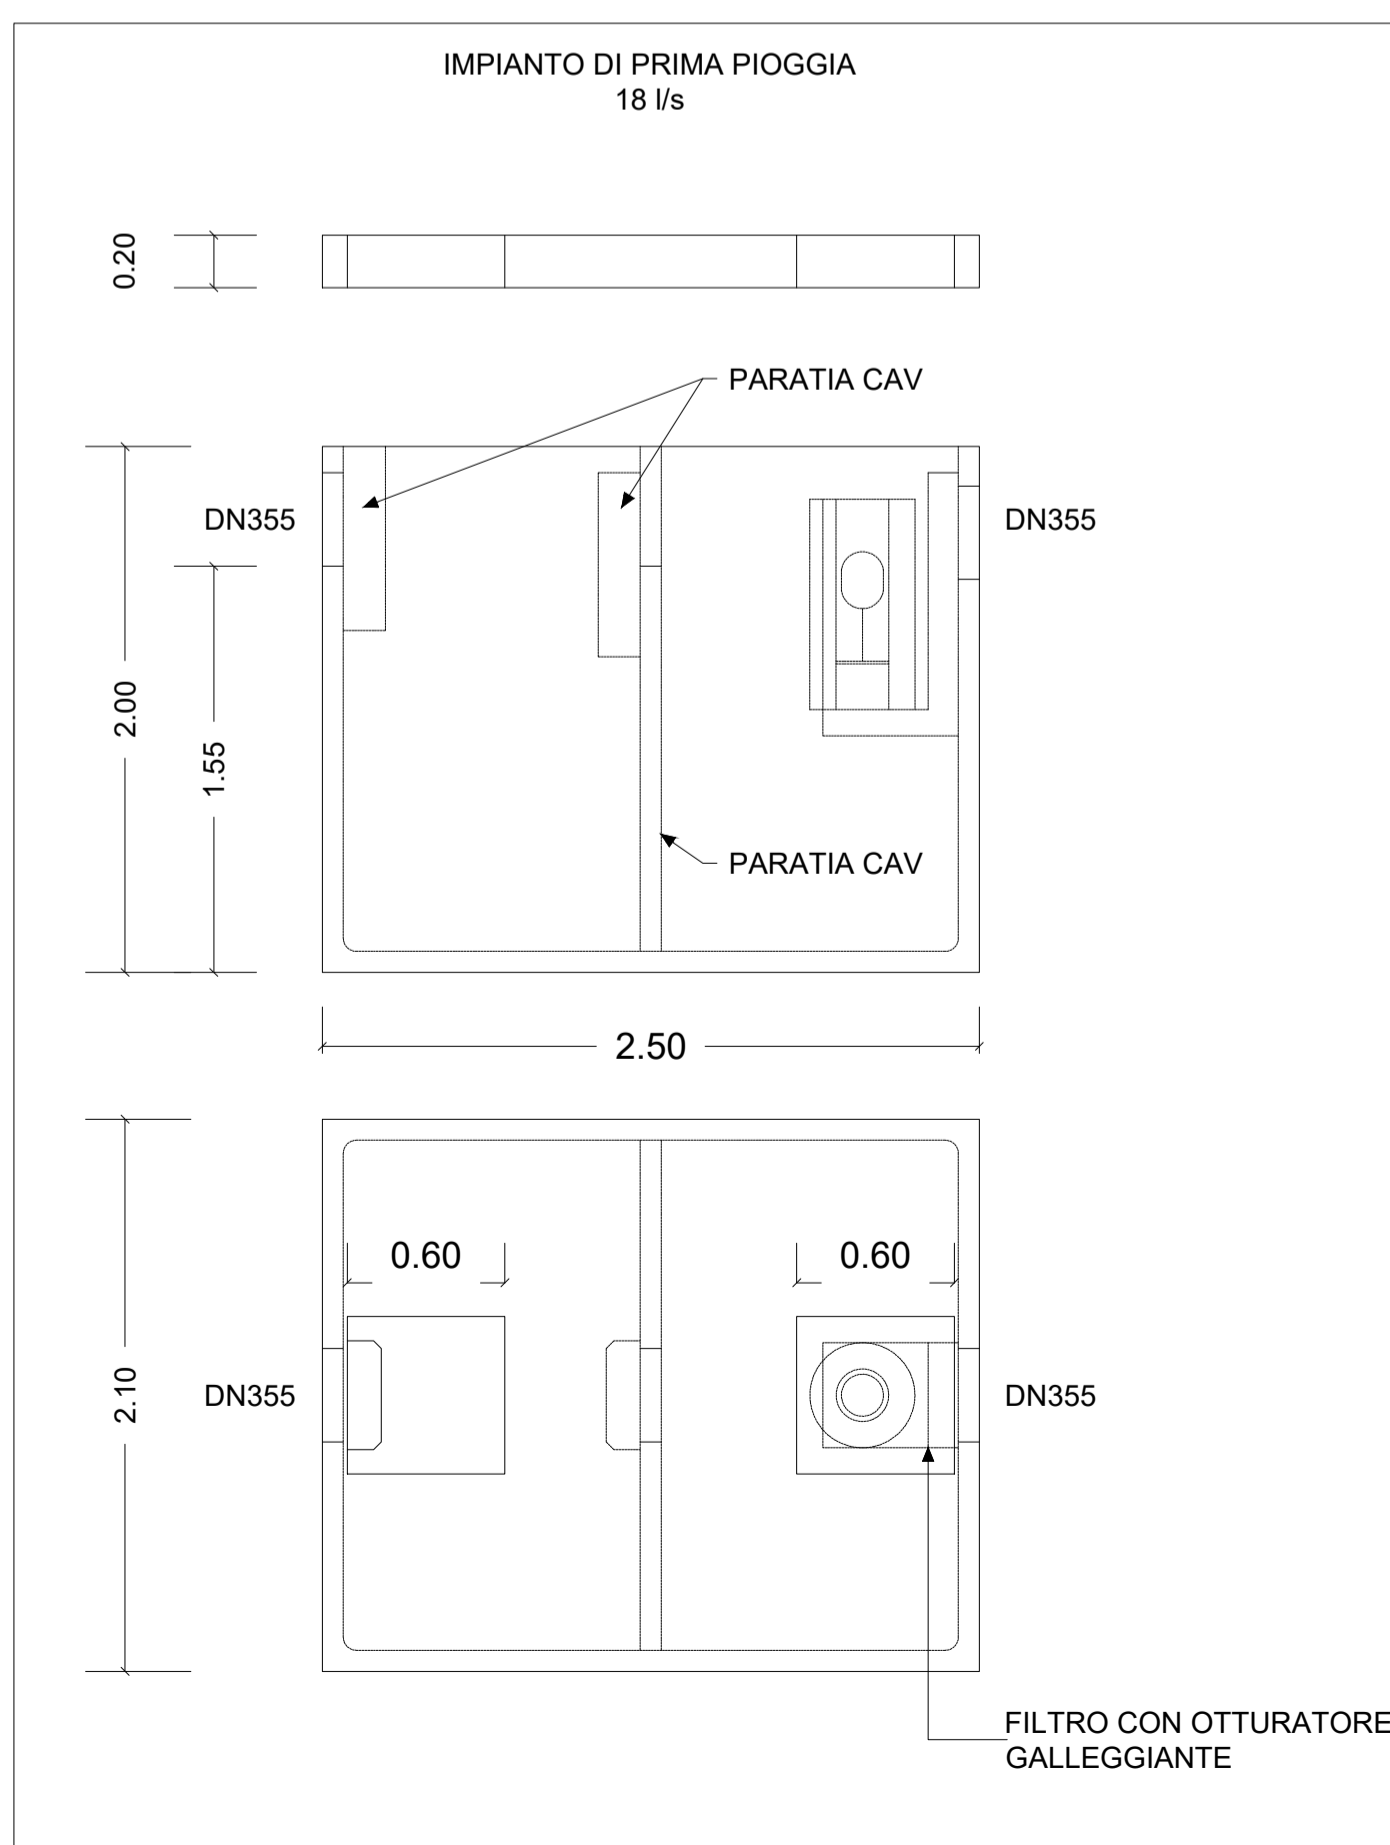 IMPIANTO DI PRIMA PIOGGIA
18 l/s
0.20
PARATIA CAV
DN355
DN355
2.00
1.55
PARATIA CAV
2.50
0.60
0.60
2.10
DN355
DN355
FILTRO CON OTTURATORE
GALLEGGIANTE